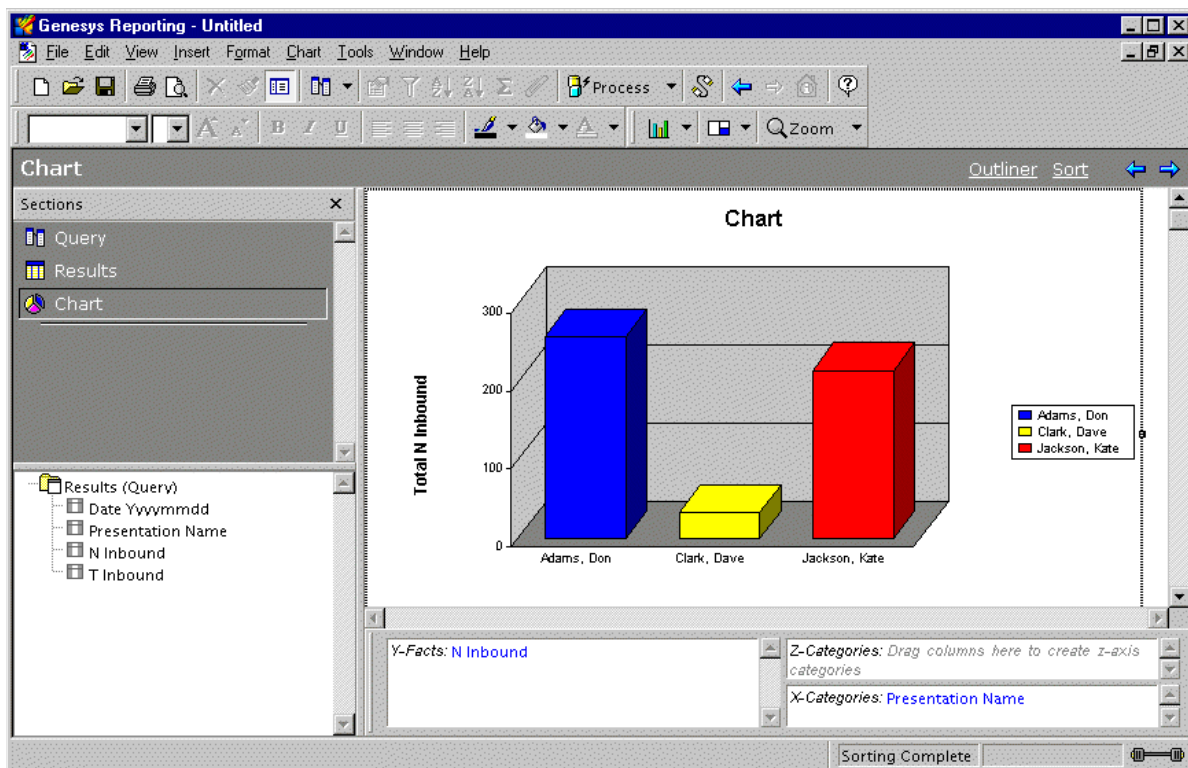 Genesys Reporting - Untitled
File Edit View Insert Format Chart Tools Window Help
Process
B I U
Zoom
Chart
Outliner Sort
Sections
Query
Results
Chart
Results (Query)
Date Yyyymmdd
Presentation Name
N Inbound
T Inbound
Chart
Total N Inbound
300
200
100
0
Adams, Don Clark, Dave Jackson, Kate
Adams, Don
Clark, Dave
Jackson, Kate
Y-Facts: N Inbound
Z-Categories: Drag columns here to create z-axis
categories
X-Categories: Presentation Name
Sorting Complete